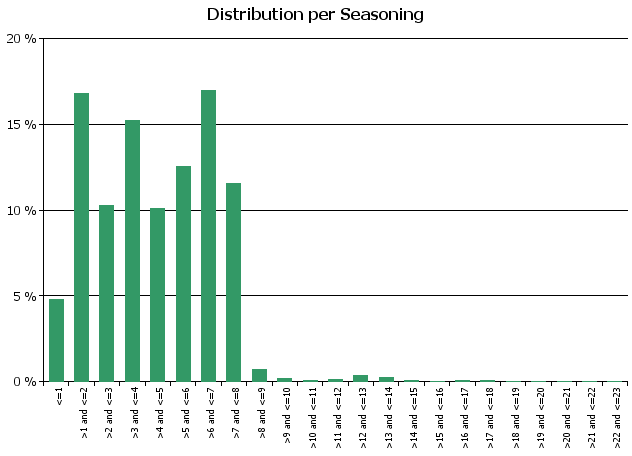 Distribution per Seasoning
20 %
15 %
10 %
5 %
0 %
<=1
>1 and <=2
>2 and <=3
>3 and <=4
>4 and <=5
>5 and <=6
>6 and <=7
>7 and <=8
>8 and <=9
>9 and <=10
>10 and <=11
>11 and <=12
>12 and <=13
>13 and <=14
>14 and <=15
>15 and <=16
>16 and <=17
>17 and <=18
>18 and <=19
>19 and <=20
>20 and <=21
>21 and <=22
>22 and <=23